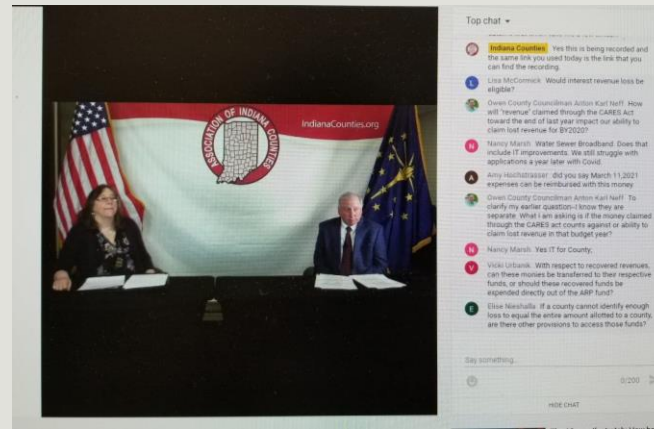 Top chat
Indiana Counties Yes this is being recorded and
the same link you used today is the link that you
can find the recording.
L Lisa McCormick Would interest revenue loss be
eligible?
Owen County Councilman Anton Karl Neff How
will "revenue" claimed through the CARES Act
toward the end of last year impact our ability to
claim lost revenue for BY2020?
N Nancy Marsh Water Sewer Broadband. Does that
include IT improvements. We still struggle with
applications a year later with Covid.
A Amy Hochstrasser did you say March 11,2021
expenses can be reimbursed with this money
Owen County Councilman Anton Karl Neff To
clarify my earlier question--I know they are
separate. What I am asking is if the money claimed
through the CARES act counts against or ability to
claim lost revenue in that budget year?
N Nancy Marsh Yes IT for County.
V Vicki Urbanik With respect to recovered revenues,
can these monies be transferred to their respective
funds, or should these recovered funds be
expended directly out of the ARP fund?
E Elise Nieshalla If a county cannot identify enough
loss to equal the entire amount allotted to a county,
are there other provisions to access those funds?
Say something...
0/200
HIDE CHAT
ASSOCIATION OF INDIANA COUNTIES
IndianaCounties.org